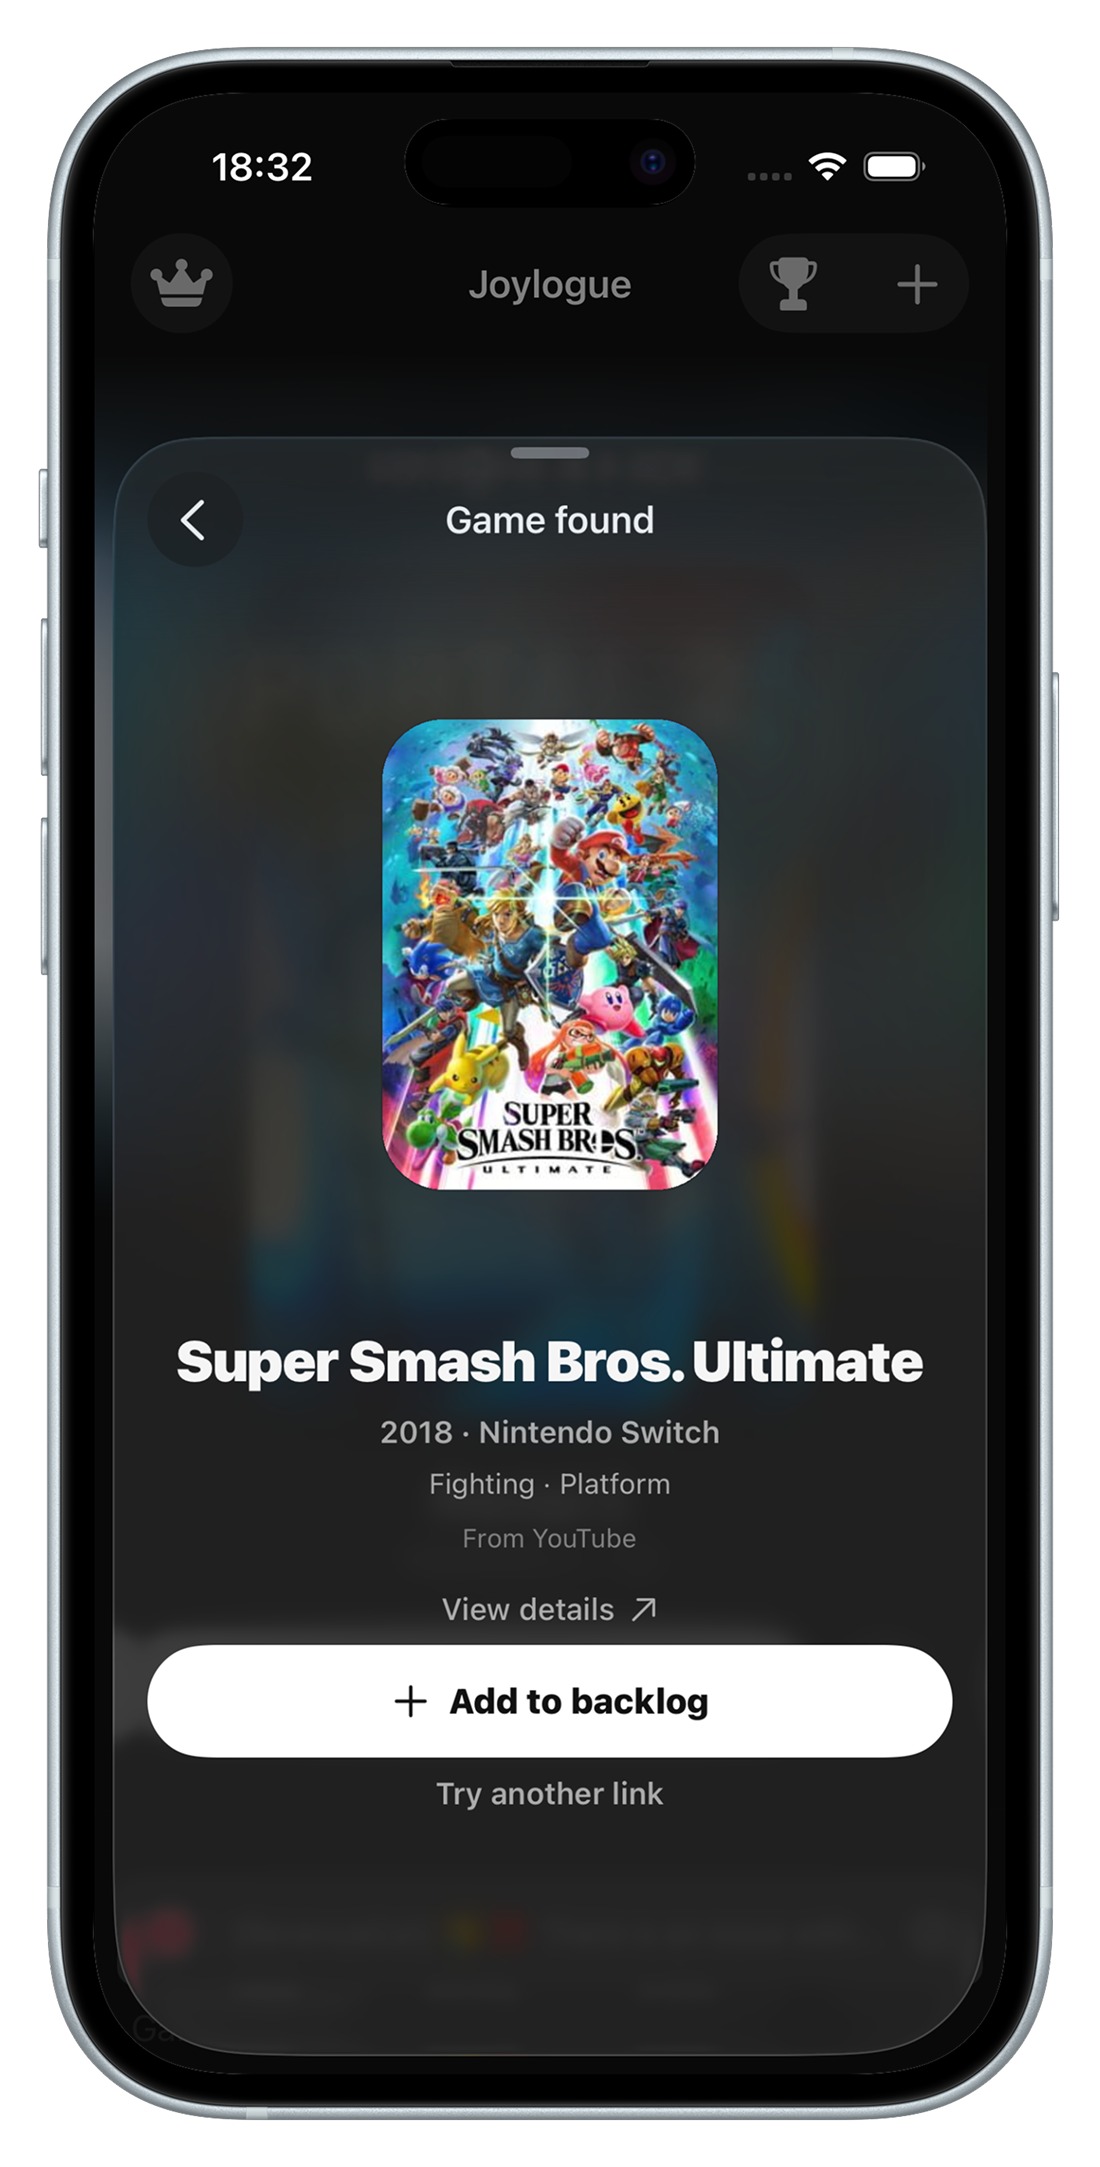 18:32
Joylogue
Game found
SUPER
SMASH BROS.
ULTIMATE
Super Smash Bros. Ultimate
2018 · Nintendo Switch
Fighting · Platform
From YouTube
View details
Add to backlog
Try another link